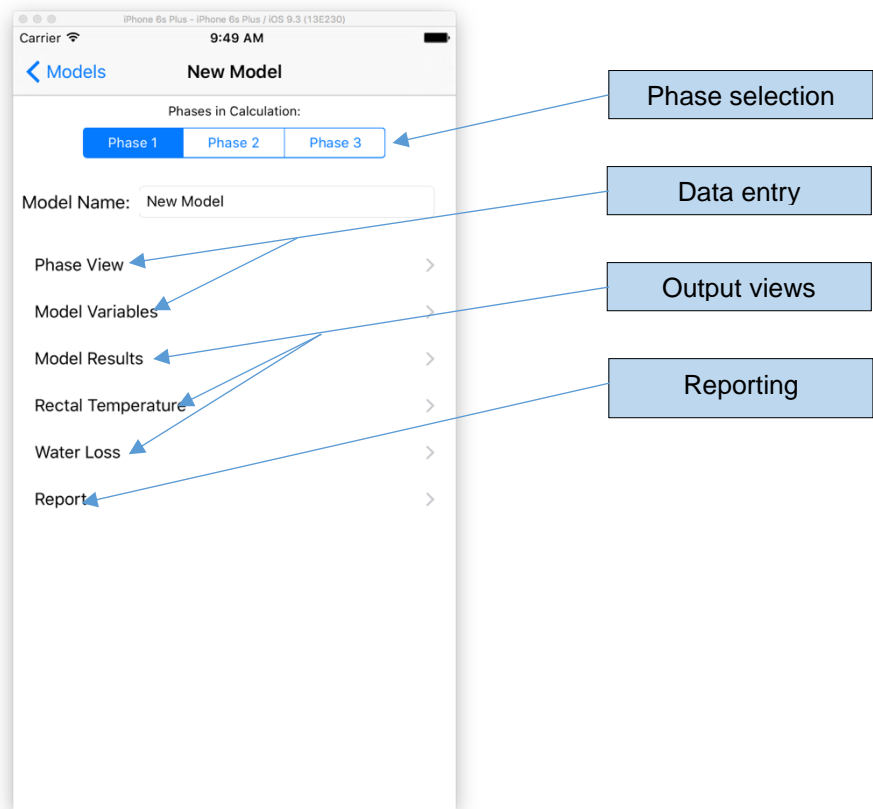 iPhone 6s Plus - iPhone 6s Plus / iOS 9.3 (13E230)
Carrier 9:49 AM
Models New Model
Phases in Calculation:
Phase 1 Phase 2 Phase 3
Model Name: New Model
Phase View
Model Variables
Model Results
Rectal Temperature
Water Loss
Report
Phase selection
Data entry
Output views
Reporting